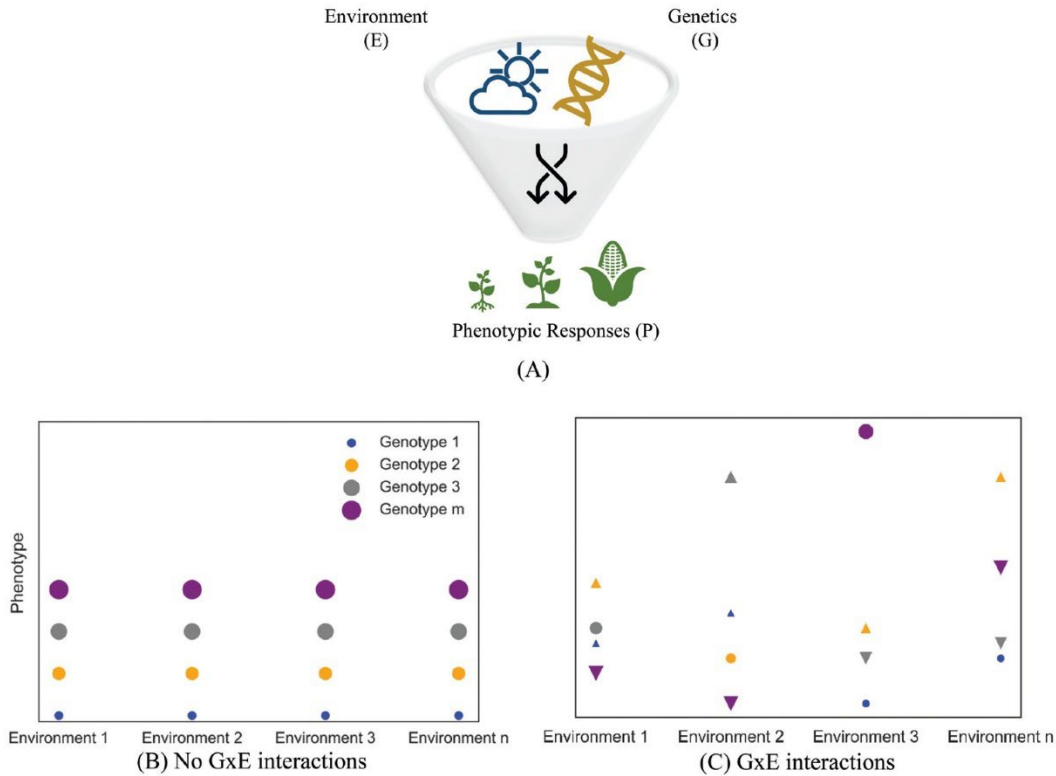 Environment
(E)
Genetics
(G)
Phenotypic Responses (P)
(A)
Phenotype
Genotype 1
Genotype 2
Genotype 3
Genotype m
Environment 1
Environment 2
Environment 3
Environment n
(B) No GxE interactions
Environment 1
Environment 2
Environment 3
Environment n
(C) GxE interactions